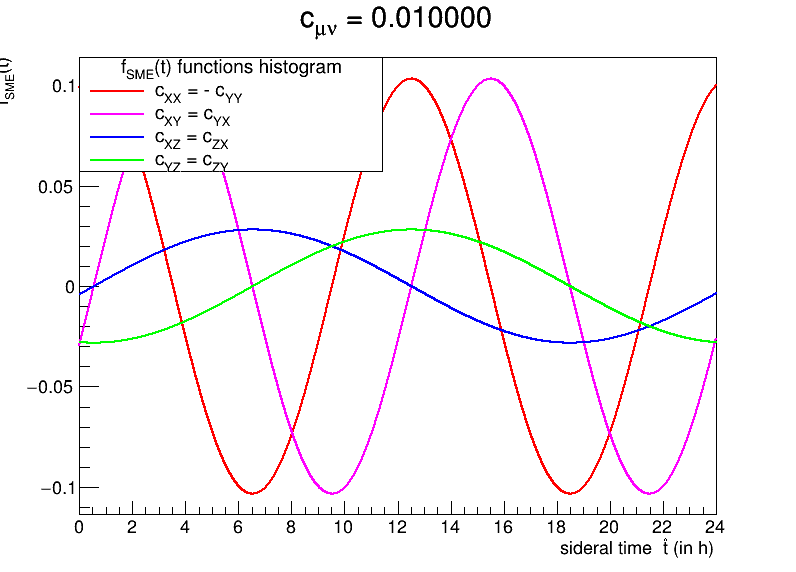 c_μν = 0.010000
f_SME(t)
f_SME(t) functions histogram
c_XX = - c_YY
c_XY = c_YX
c_XZ = c_ZX
c_YZ = c_ZY
0.1
0.05
0
−0.05
−0.1
0 2 4 6 8 10 12 14 16 18 20 22 24
sideral time t̂ (in h)